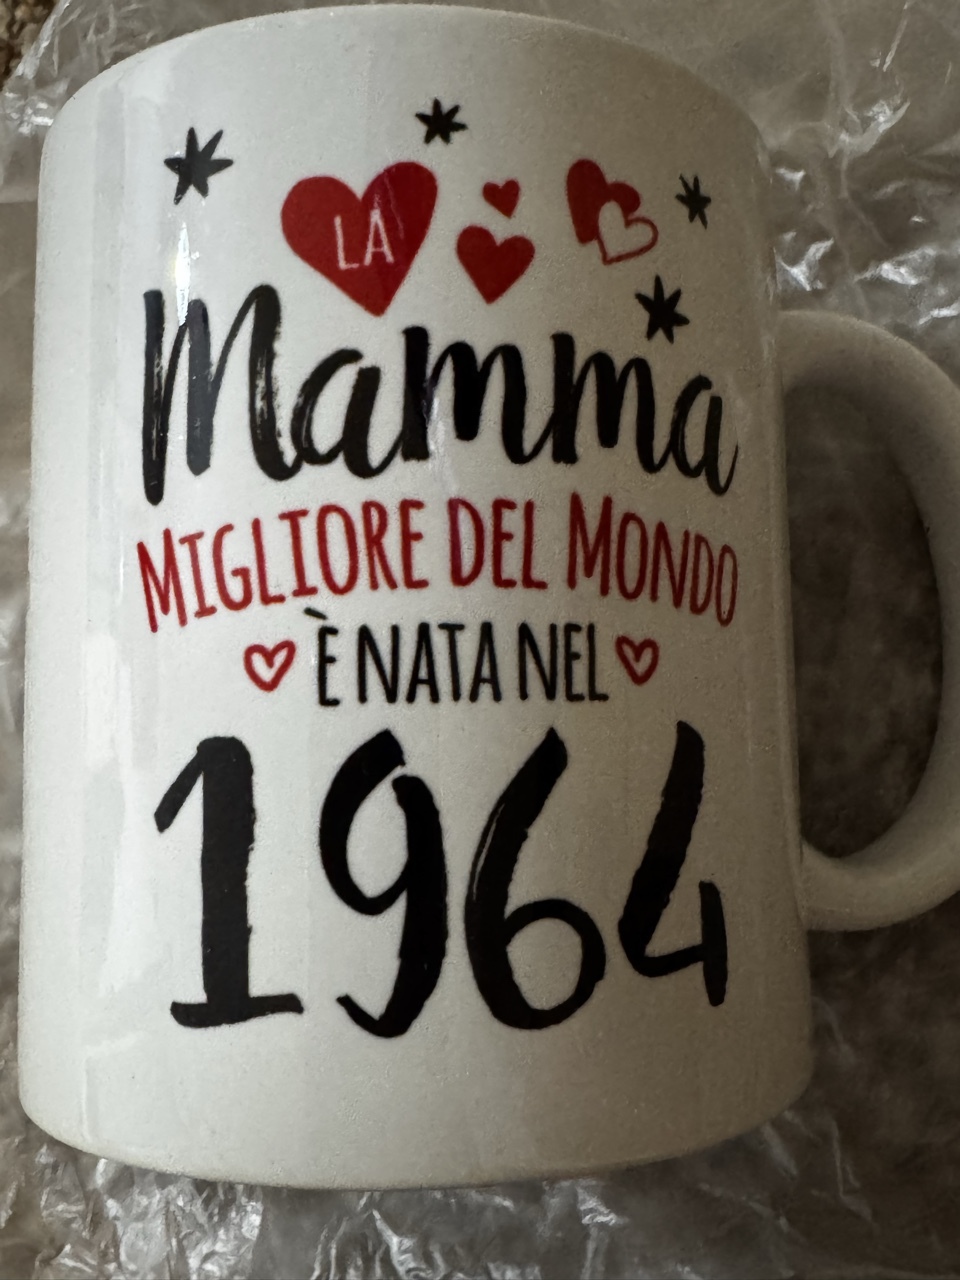 LA
Mamma
MIGLIORE DEL MONDO
È NATA NEL
1964